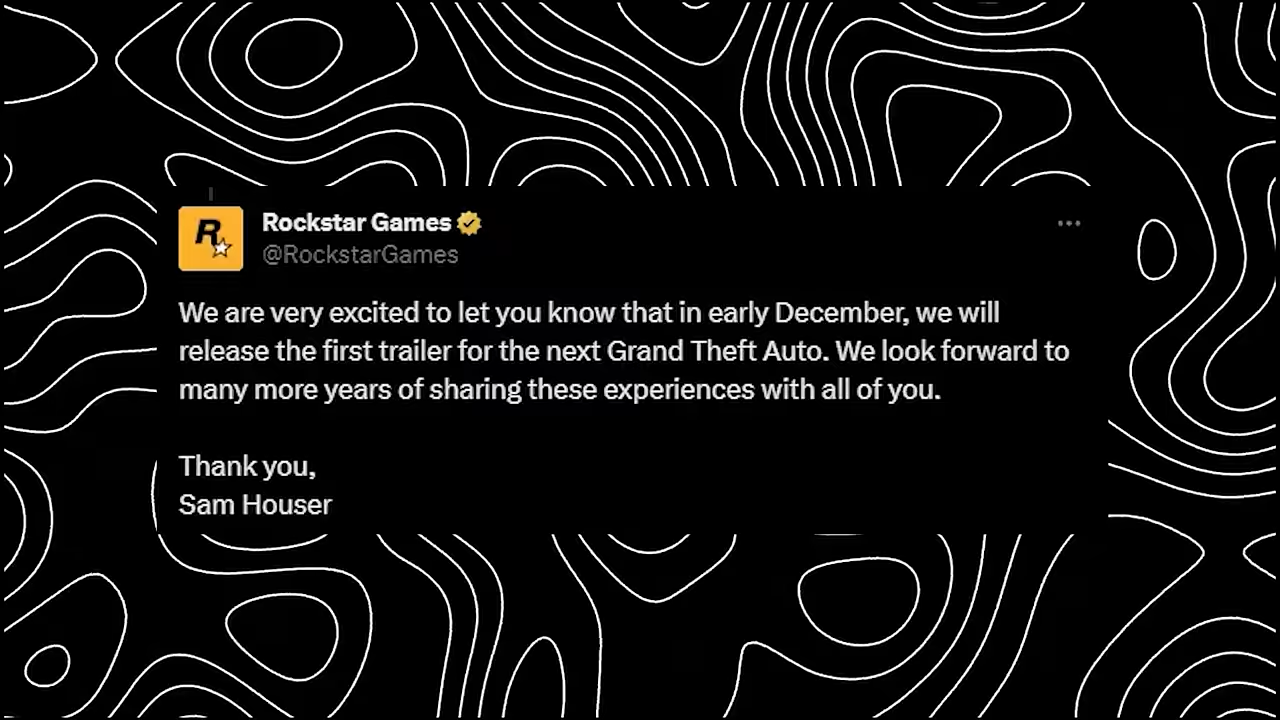 R
Rockstar Games
@RockstarGames
We are very excited to let you know that in early December, we will
release the first trailer for the next Grand Theft Auto. We look forward to
many more years of sharing these experiences with all of you.
Thank you,
Sam Houser